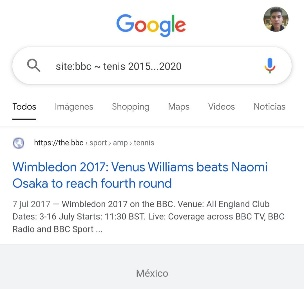 Google
site:bbc ~ tenis 2015...2020
Todos Imágenes Shopping Maps Videos Noticias
https://the.bbc › sport › amp › tennis
Wimbledon 2017: Venus Williams beats Naomi
Osaka to reach fourth round
7 jul 2017 — Wimbledon 2017 on the BBC. Venue: All England Club
Dates: 3-16 July Starts: 11:30 BST. Live: Coverage across BBC TV, BBC
Radio and BBC Sport ...
México